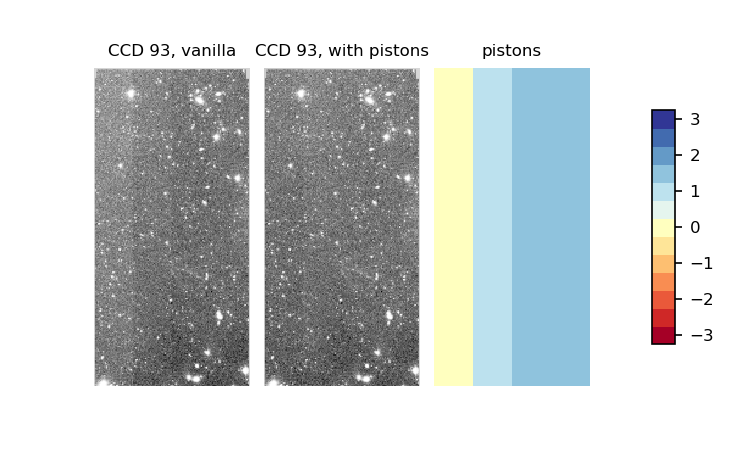 CCD 93, vanilla
CCD 93, with pistons
pistons
3
2
1
0
−1
−2
−3